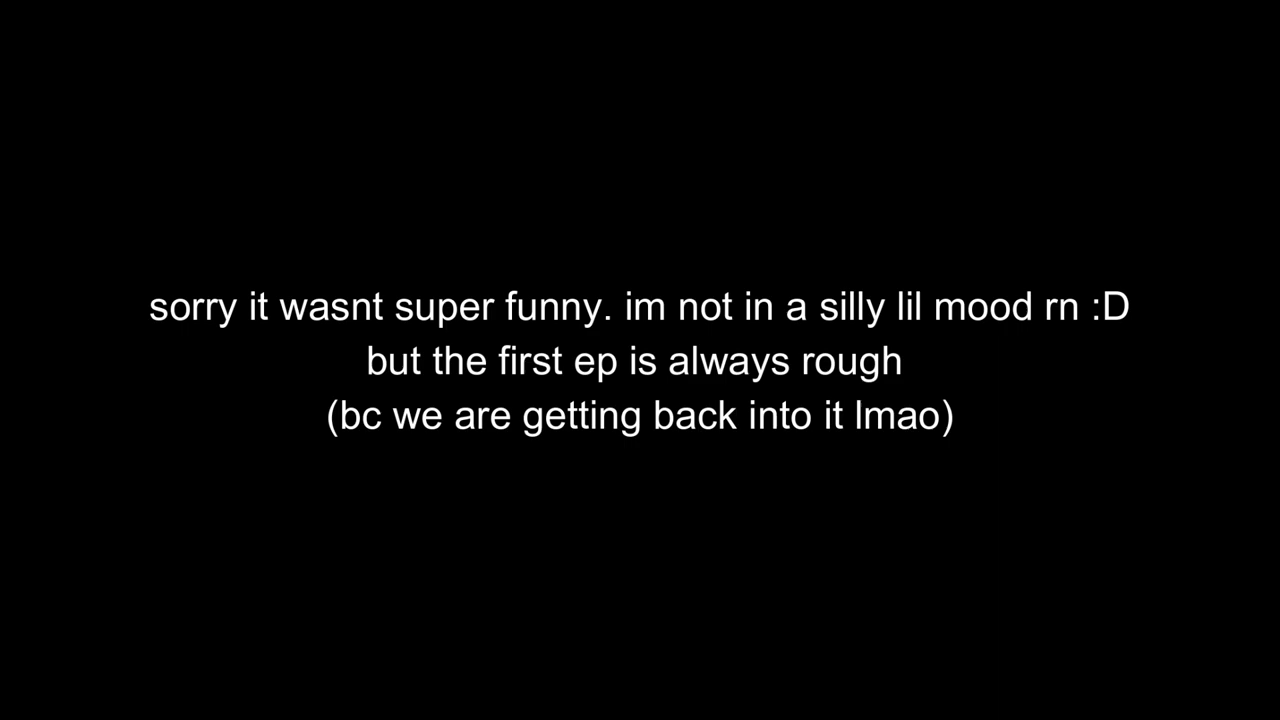 sorry it wasnt super funny. im not in a silly lil mood rn :D
but the first ep is always rough
(bc we are getting back into it lmao)